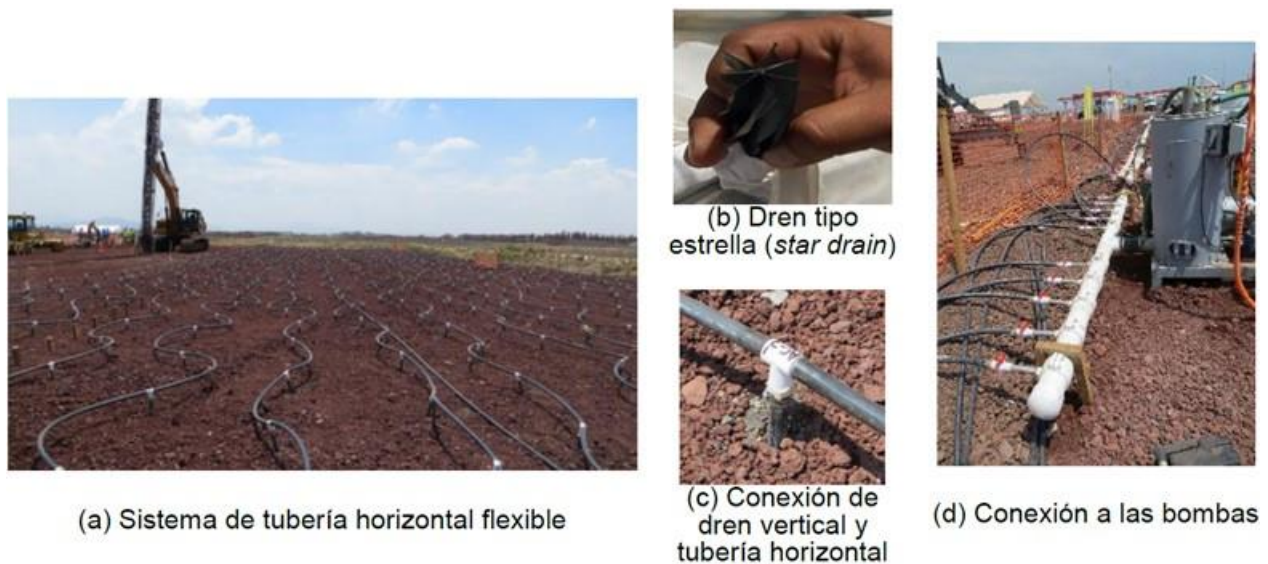 (a) Sistema de tubería horizontal flexible
(b) Dren tipo
estrella (star drain)
(c) Conexión de
dren vertical y
tubería horizontal
(d) Conexión a las bombas